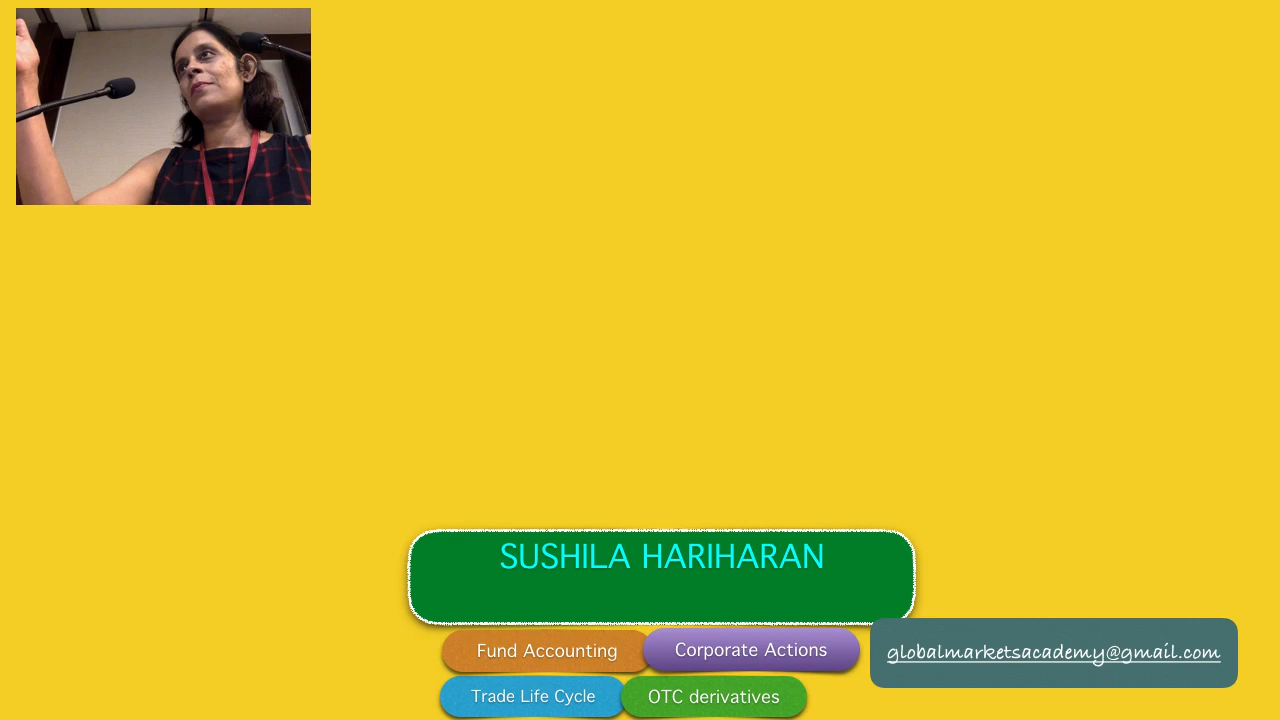 SUSHILA HARIHARAN
Fund Accounting
Corporate Actions
globalmarketsacademy@gmail.com
Trade Life Cycle
OTC derivatives